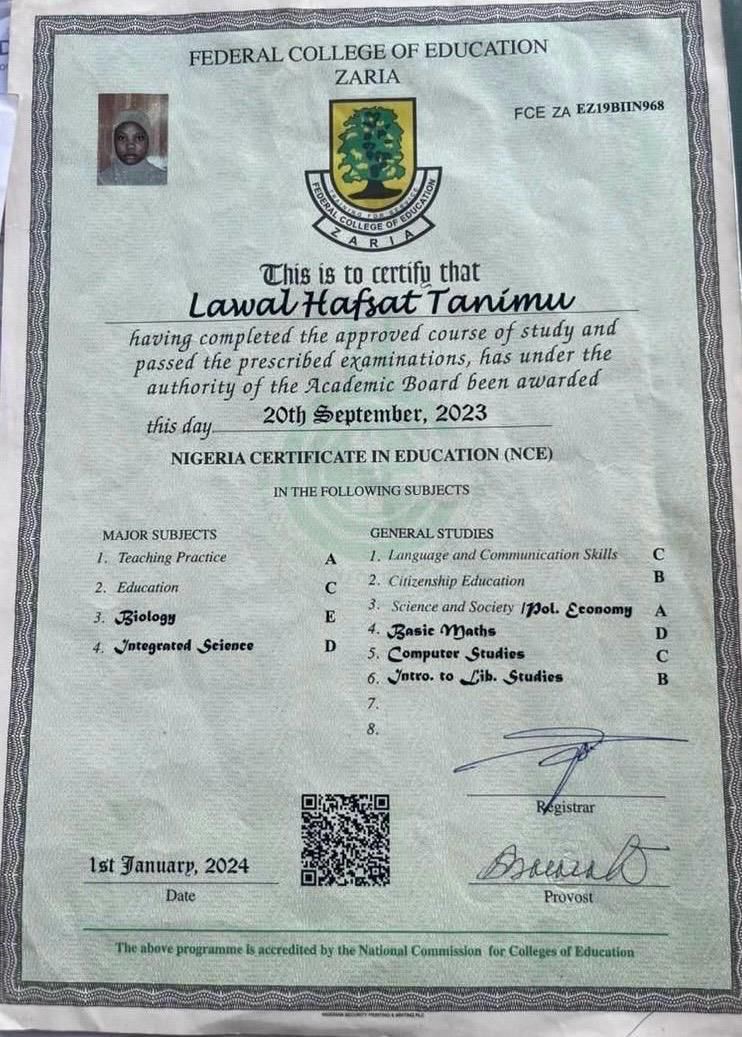 FEDERAL COLLEGE OF EDUCATION
ZARIA
FCE ZA EZ19BIIN968
TRAINING FOR SERVICE
FEDERAL COLLEGE OF EDUCATION
ZARIA
This is to certify that
Lawal Hafsat Tanimu
having completed the approved course of study and
passed the prescribed examinations, has under the
authority of the Academic Board been awarded
this day 20th September, 2023
NIGERIA CERTIFICATE IN EDUCATION (NCE)
IN THE FOLLOWING SUBJECTS
MAJOR SUBJECTS
1. Teaching Practice A
2. Education C
3. Biology E
4. Integrated Science D
GENERAL STUDIES
1. Language and Communication Skills C
2. Citizenship Education B
3. Science and Society /Pol. Economy A
4. Basic Maths D
5. Computer Studies C
6. Intro. to Lib. Studies B
7.
8.
Registrar
1st January, 2024
Date
Provost
The above programme is accredited by the National Commission for Colleges of Education